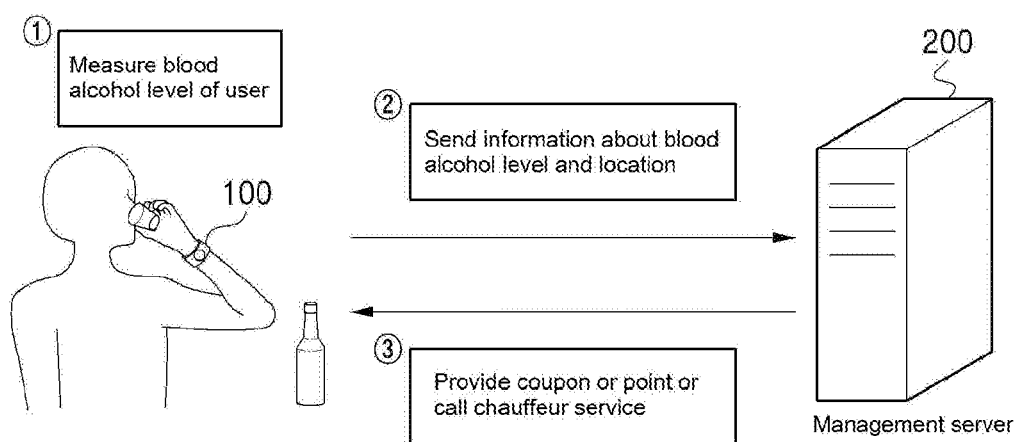 ①
Measure blood
alcohol level of user
100
②
Send information about blood
alcohol level and location
③
Provide coupon or point or
call chauffeur service
200
Management server